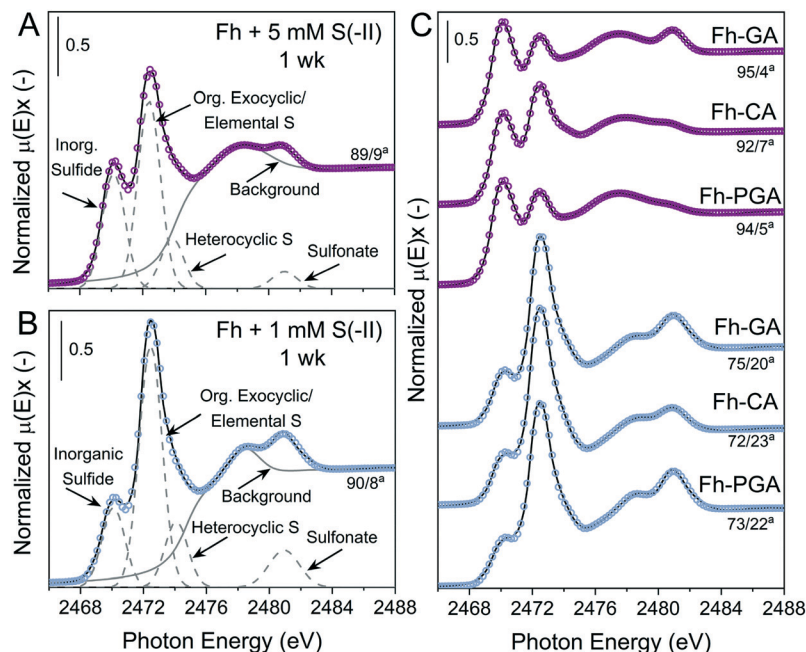 A
0.5
Fh + 5 mM S(-II)
1 wk
Org. Exocyclic/
Elemental S
Inorg.
Sulfide
89/9ᵃ
Background
Heterocyclic S
Sulfonate
Normalized μ(E)x (-)
B
0.5
Fh + 1 mM S(-II)
1 wk
Org. Exocyclic/
Elemental S
Inorganic
Sulfide
90/8ᵃ
Background
Heterocyclic S
Sulfonate
Normalized μ(E)x (-)
2468 2472 2476 2480 2484 2488
Photon Energy (eV)
C
0.5
Fh-GA
95/4ᵃ
Fh-CA
92/7ᵃ
Fh-PGA
94/5ᵃ
Fh-GA
75/20ᵃ
Fh-CA
72/23ᵃ
Fh-PGA
73/22ᵃ
Normalized μ(E)x (-)
2468 2472 2476 2480 2484 2488
Photon Energy (eV)